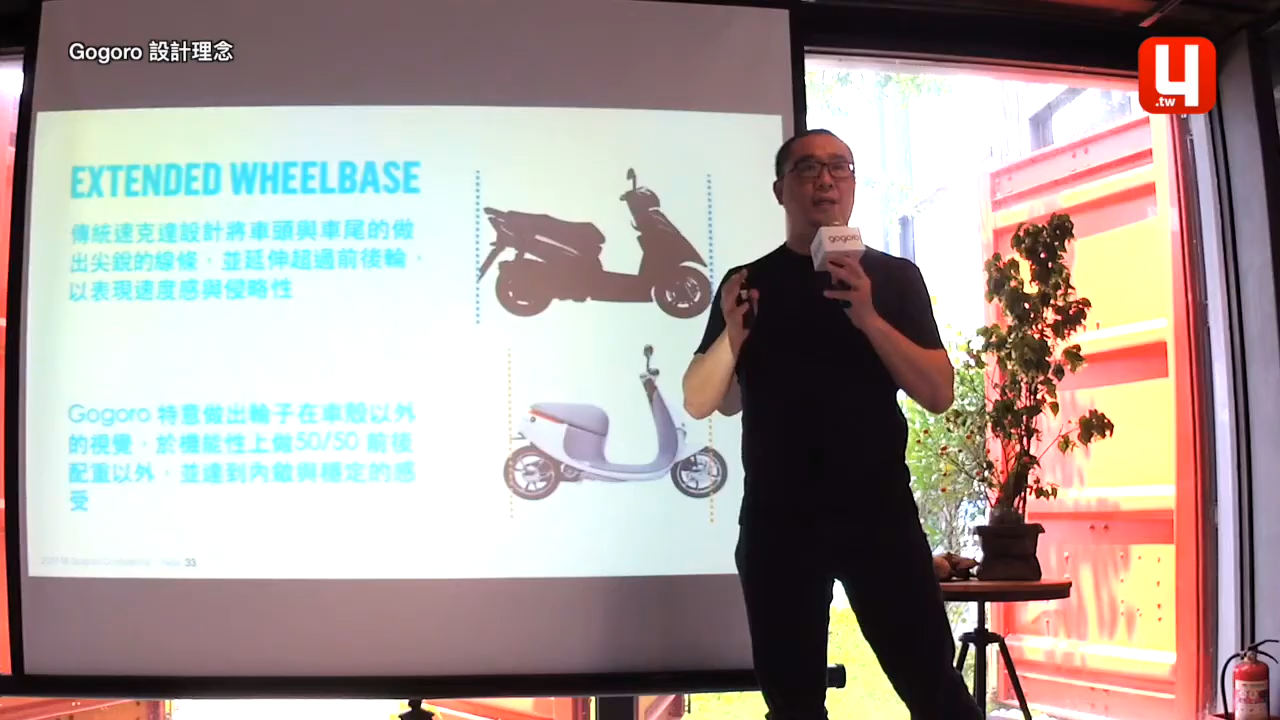 Gogoro 設計理念
4
.tw
EXTENDED WHEELBASE
傳統速克達設計將車頭與車尾的做
出尖銳的線條，並延伸超過前後輪，
以表現速度感與侵略性
gogoro
Gogoro 特意做出輪子在車殼以外
的視覺，於機能性上做50/50 前後
配重以外，並達到內斂與穩定的感
受
33